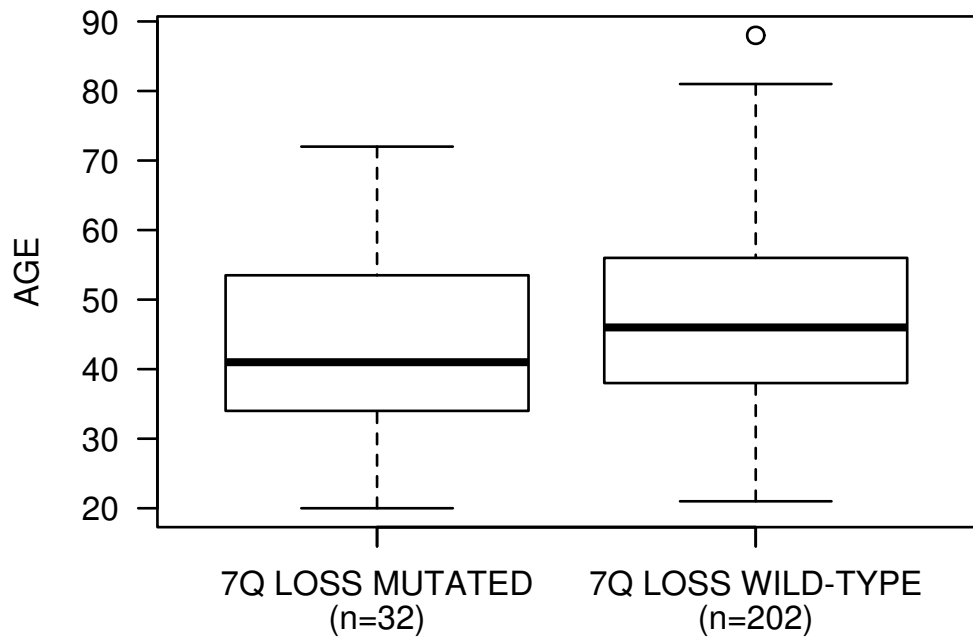 90
80
70
60
50
40
30
20
AGE
7Q LOSS MUTATED
(n=32)
7Q LOSS WILD-TYPE
(n=202)